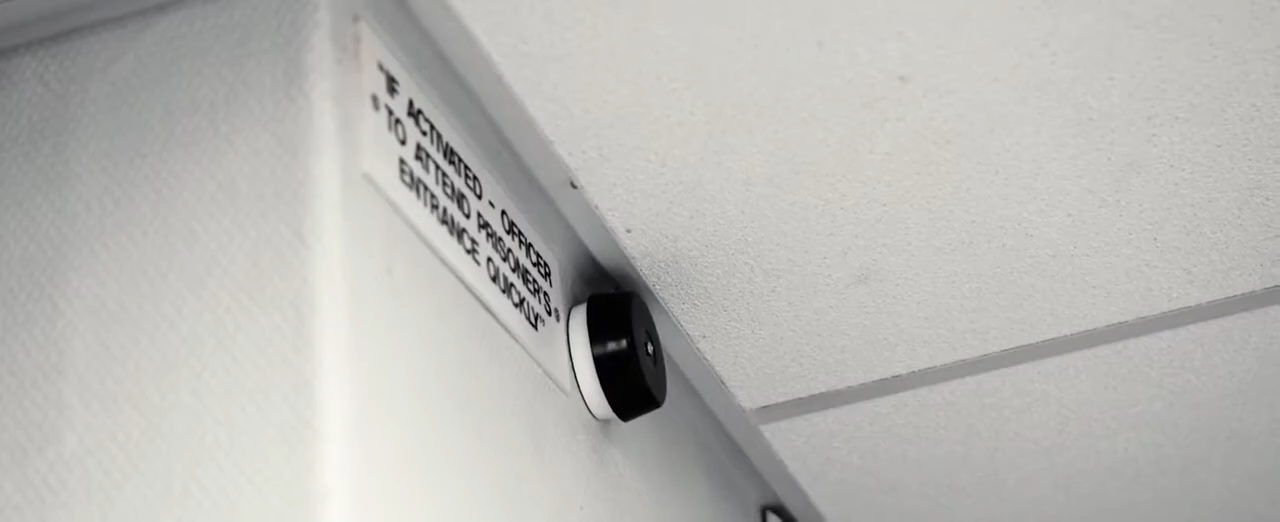 "IF ACTIVATED - OFFICER
TO ATTEND PRISONER'S
ENTRANCE QUICKLY"